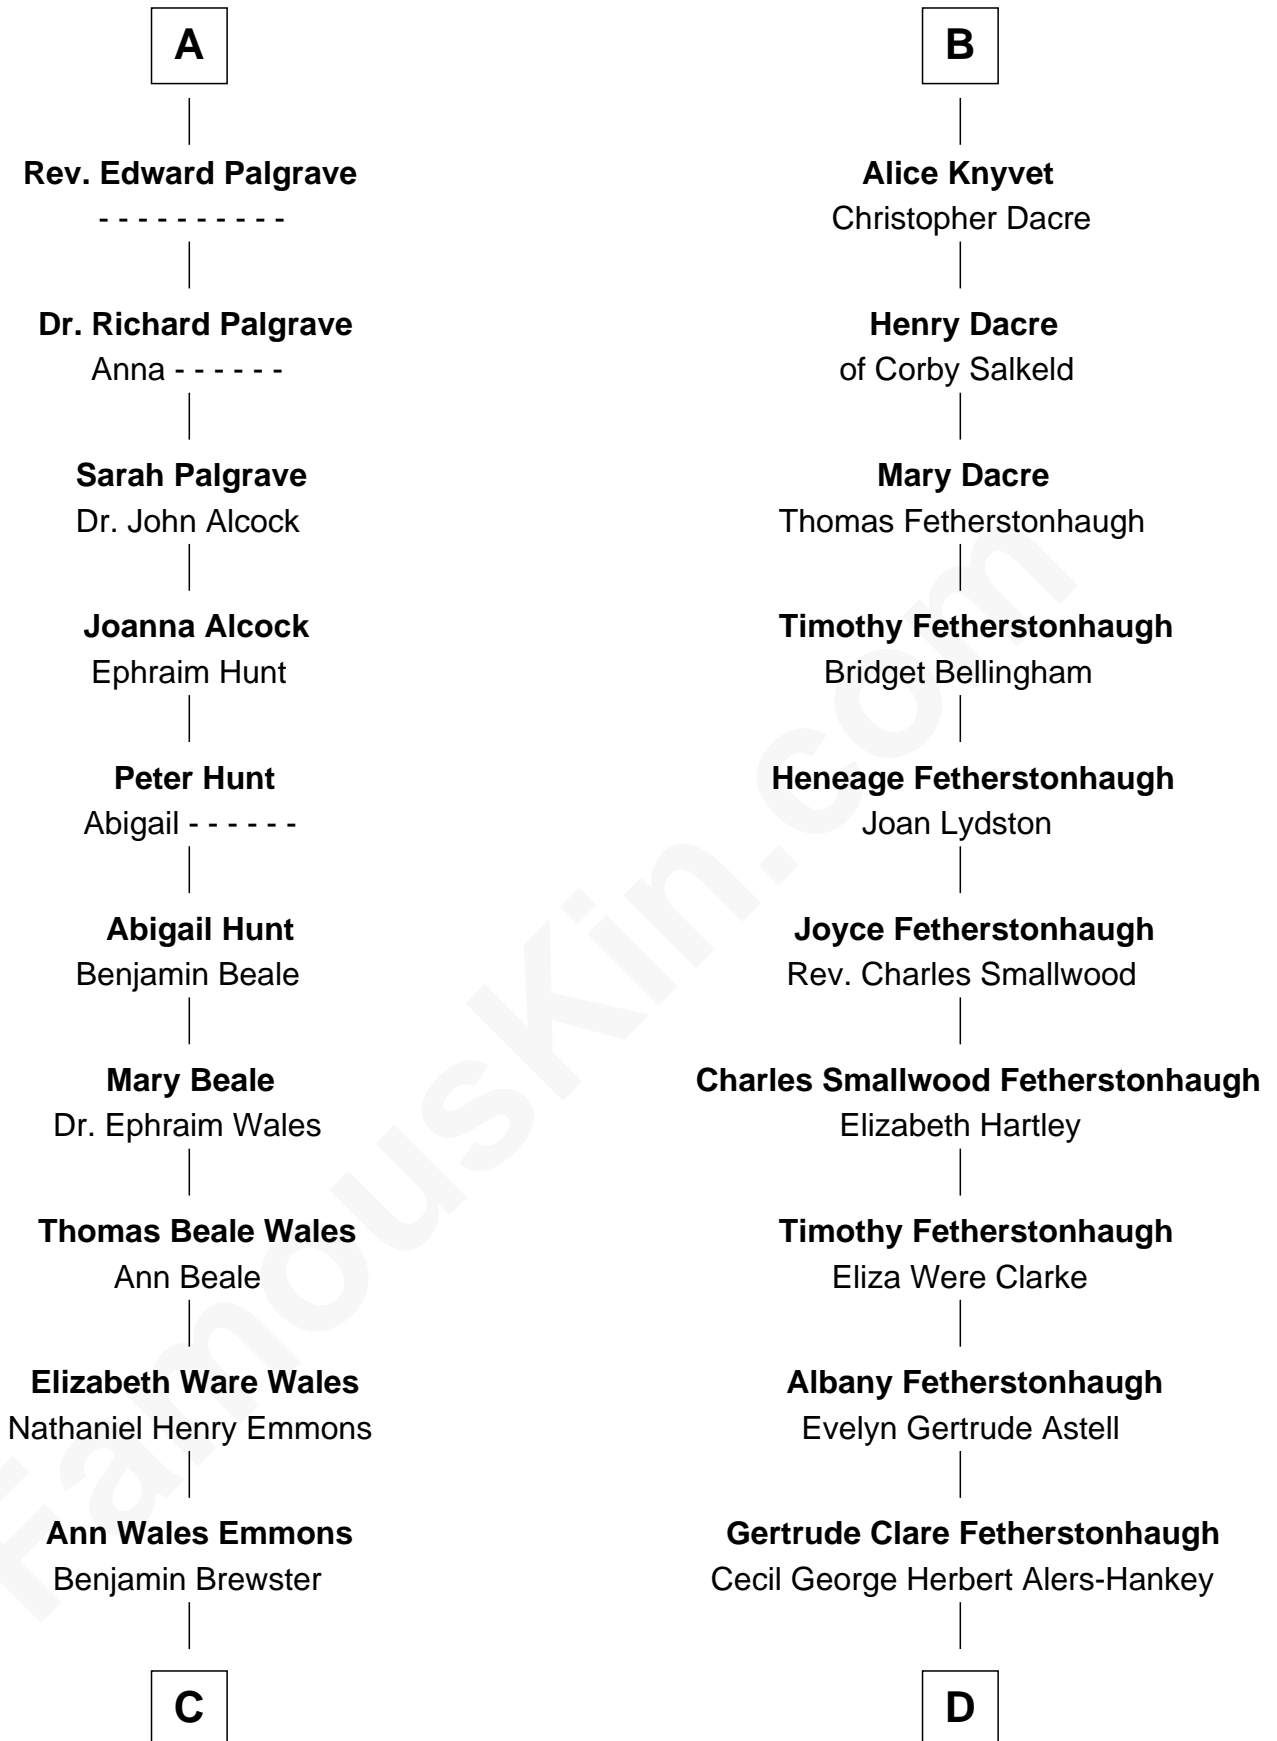 A
Rev. Edward Palgrave
- - - - - - - - - -
Dr. Richard Palgrave
Anna - - - - - -
Sarah Palgrave
Dr. John Alcock
Joanna Alcock
Ephraim Hunt
Peter Hunt
Abigail - - - - - -
Abigail Hunt
Benjamin Beale
Mary Beale
Dr. Ephraim Wales
Thomas Beale Wales
Ann Beale
Elizabeth Ware Wales
Nathaniel Henry Emmons
Ann Wales Emmons
Benjamin Brewster
C
B
Alice Knyvet
Christopher Dacre
Henry Dacre
of Corby Salkeld
Mary Dacre
Thomas Fetherstonhaugh
Timothy Fetherstonhaugh
Bridget Bellingham
Heneage Fetherstonhaugh
Joan Lydston
Joyce Fetherstonhaugh
Rev. Charles Smallwood
Charles Smallwood Fetherstonhaugh
Elizabeth Hartley
Timothy Fetherstonhaugh
Eliza Were Clarke
Albany Fetherstonhaugh
Evelyn Gertrude Astell
Gertrude Clare Fetherstonhaugh
Cecil George Herbert Alers-Hankey
D
FamousKin.com